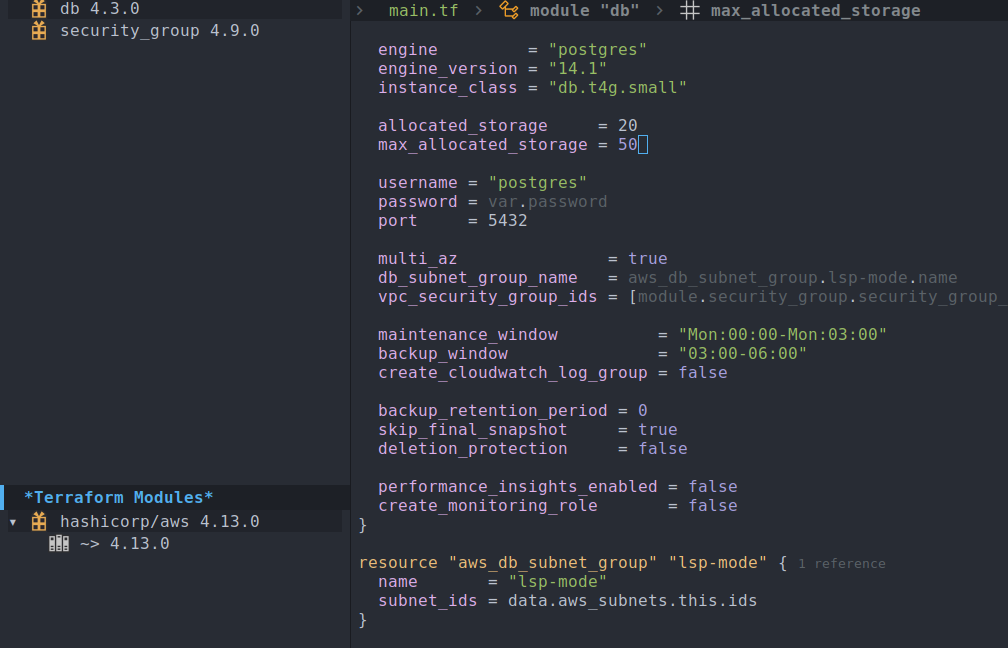 db 4.3.0
security_group 4.9.0
*Terraform Modules*
hashicorp/aws 4.13.0
~> 4.13.0
> main.tf > module "db" > max_allocated_storage
engine         = "postgres"
engine_version = "14.1"
instance_class = "db.t4g.small"
allocated_storage     = 20
max_allocated_storage = 50
username = "postgres"
password = var.password
port     = 5432
multi_az               = true
db_subnet_group_name   = aws_db_subnet_group.lsp-mode.name
vpc_security_group_ids = [module.security_group.security_group_
maintenance_window          = "Mon:00:00-Mon:03:00"
backup_window               = "03:00-06:00"
create_cloudwatch_log_group = false
backup_retention_period = 0
skip_final_snapshot     = true
deletion_protection     = false
performance_insights_enabled = false
create_monitoring_role       = false
}
resource "aws_db_subnet_group" "lsp-mode" { 1 reference
name       = "lsp-mode"
subnet_ids = data.aws_subnets.this.ids
}